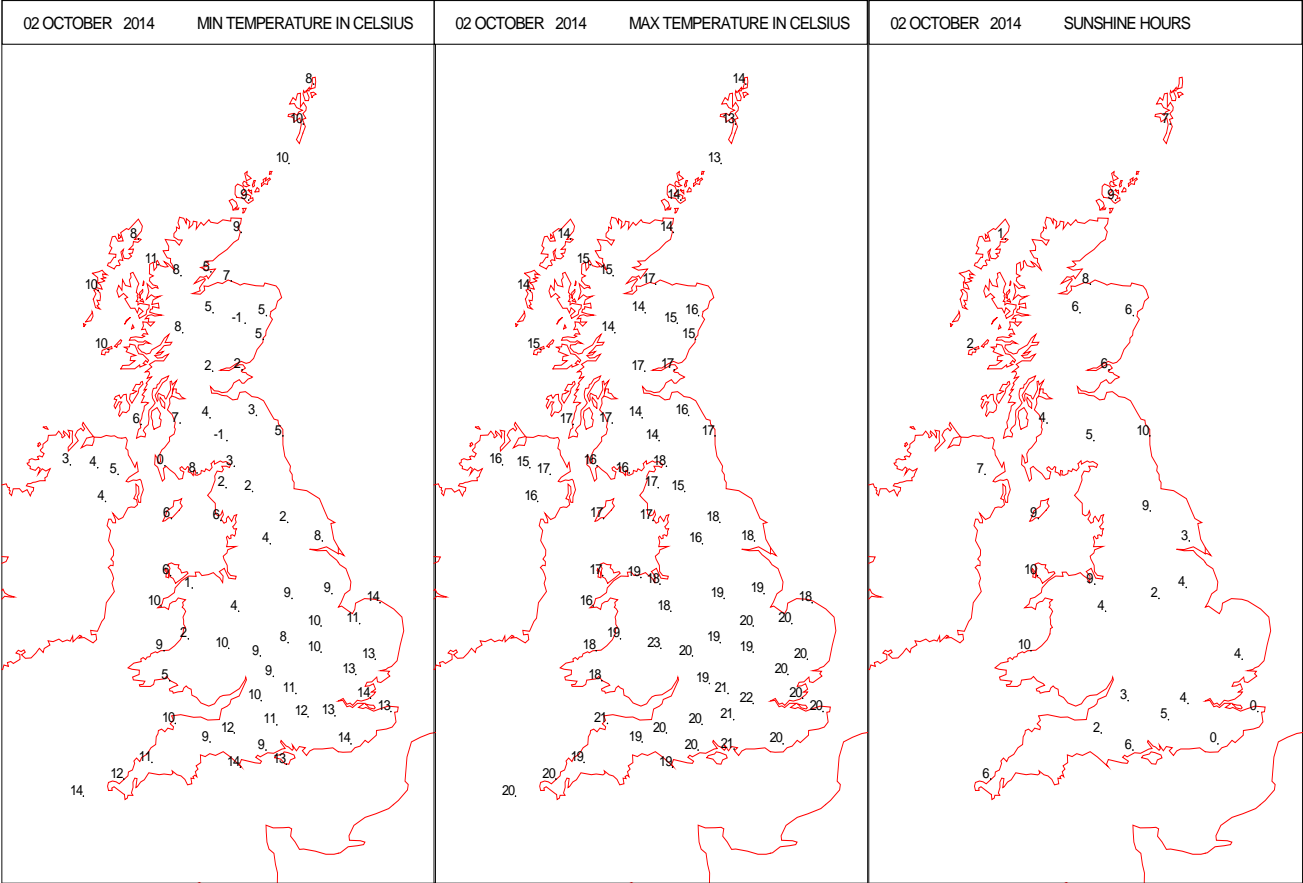 02 OCTOBER 2014 MIN TEMPERATURE IN CELSIUS
8
10
10
9
9
8
11
8 5 7
10
5 -1 5
8 5
10
2 2
6 7 4 3
-1 5
3 4 5 0 8 3
4 2 2
6 6 2
4 8
6 1
10 9 9 14
4
2 10 11
9 10 9 8 10 13
5 9 13
10 11 14
10 12 11 12 13 13
9 9 14
11 14 13
12
14
02 OCTOBER 2014 MAX TEMPERATURE IN CELSIUS
14
13
13
14
14
14
15
15 17
14
14 15 16
14 15
15
17 17
17 17 14 16
14 17
16 15 17 16 16 18
16 17 15
17 17 18
16 18
17 19 18
16 19 19 18
18
19 20 20
18 23 20 19 19 20
18 19 20
21 22 20
21 20 20 21 20
19 20 21 20
19 19
20
20
02 OCTOBER 2014 SUNSHINE HOURS
7
9
1
8
6 6
2
6
4
5 10
7
9 9
3
10 9
4 2 4
10
4
3 4
2 5 0
6 0
6